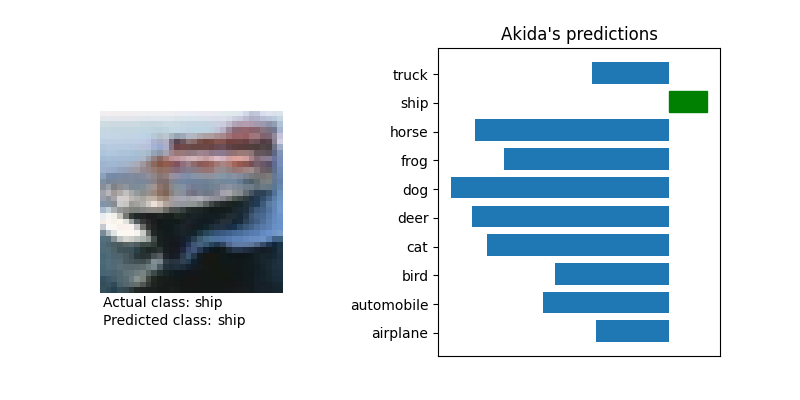 Akida's predictions
truck
ship
horse
frog
dog
deer
cat
bird
automobile
airplane
Actual class: ship
Predicted class: ship